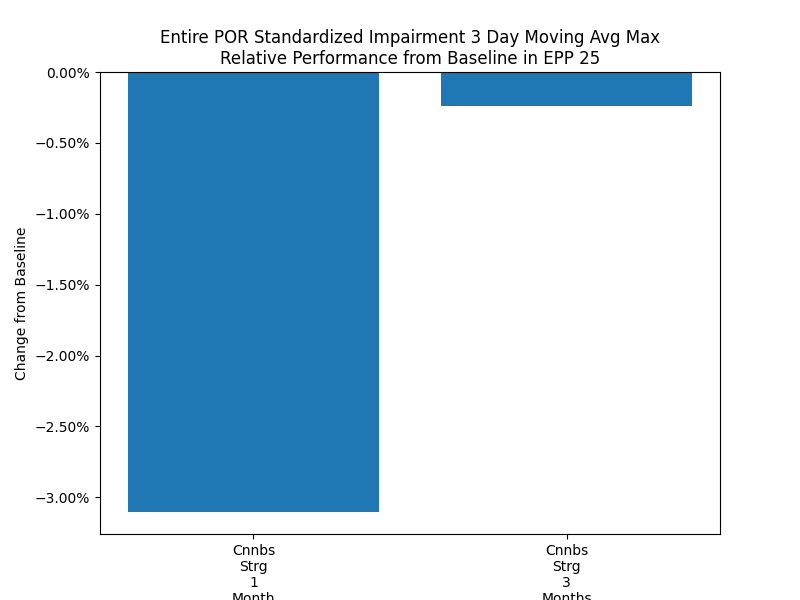 Entire POR Standardized Impairment 3 Day Moving Avg Max
Relative Performance from Baseline in EPP 25
0.00%
−0.50%
−1.00%
−1.50%
−2.00%
−2.50%
−3.00%
Change from Baseline
Cnnbs
Strg
1
Month
Cnnbs
Strg
3
Months